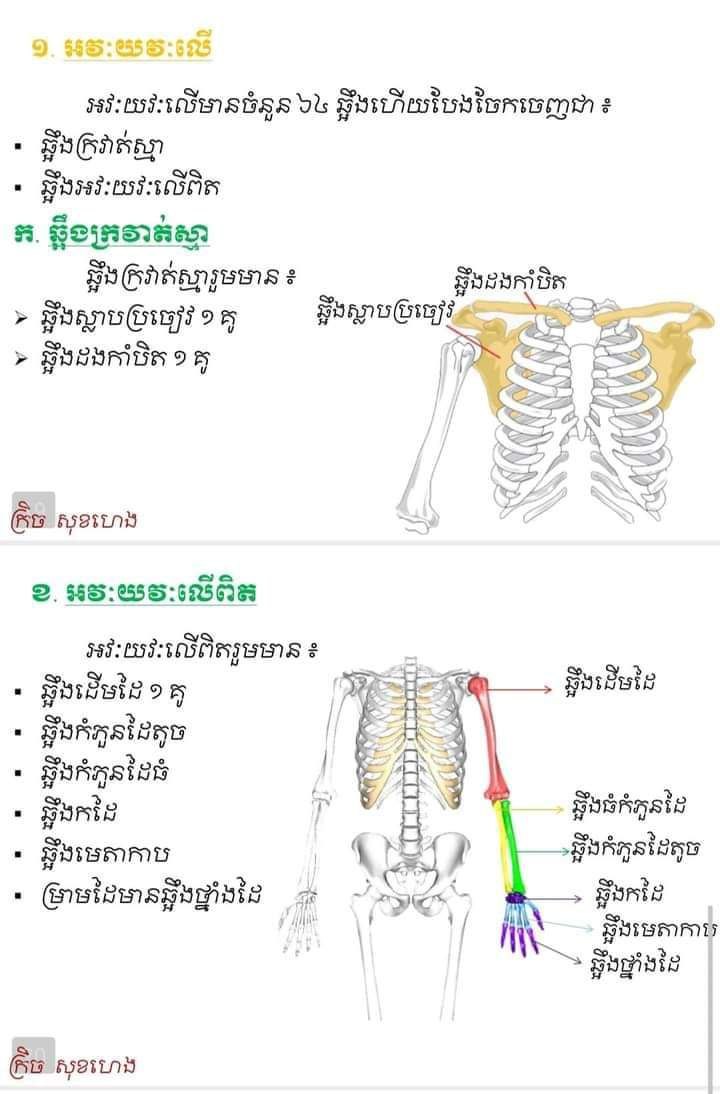 ១. អវៈយវៈលើ
អវៈយវៈលើមានចំនួន ៦៤ ឆ្អឹងហើយបែងចែកចេញជា ៖
▪ ឆ្អឹងក្រវាត់ស្មា
▪ ឆ្អឹងអវៈយវៈលើពិត
ក. ឆ្អឹងក្រវាត់ស្មា
ឆ្អឹងក្រវាត់ស្មារួមមាន ៖
➢ ឆ្អឹងស្លាបប្រចៀវ ១ គូ
➢ ឆ្អឹងដងកាំបិត ១ គូ
ឆ្អឹងដងកាំបិត
ឆ្អឹងស្លាបប្រចៀវ
ក្រិច សុខហេង
ខ. អវៈយវៈលើពិត
អវៈយវៈលើពិតរួមមាន ៖
▪ ឆ្អឹងដើមដៃ ១ គូ
▪ ឆ្អឹងកំភួនដៃតូច
▪ ឆ្អឹងកំភួនដៃធំ
▪ ឆ្អឹងកដៃ
▪ ឆ្អឹងមេតាកាប
▪ ម្រាមដៃមានឆ្អឹងថ្នាំងដៃ
ឆ្អឹងដើមដៃ
ឆ្អឹងធំកំភួនដៃ
ឆ្អឹងកំភួនដៃតូច
ឆ្អឹងកដៃ
ឆ្អឹងមេតាកាប
ឆ្អឹងថ្នាំងដៃ
ក្រិច សុខហេង